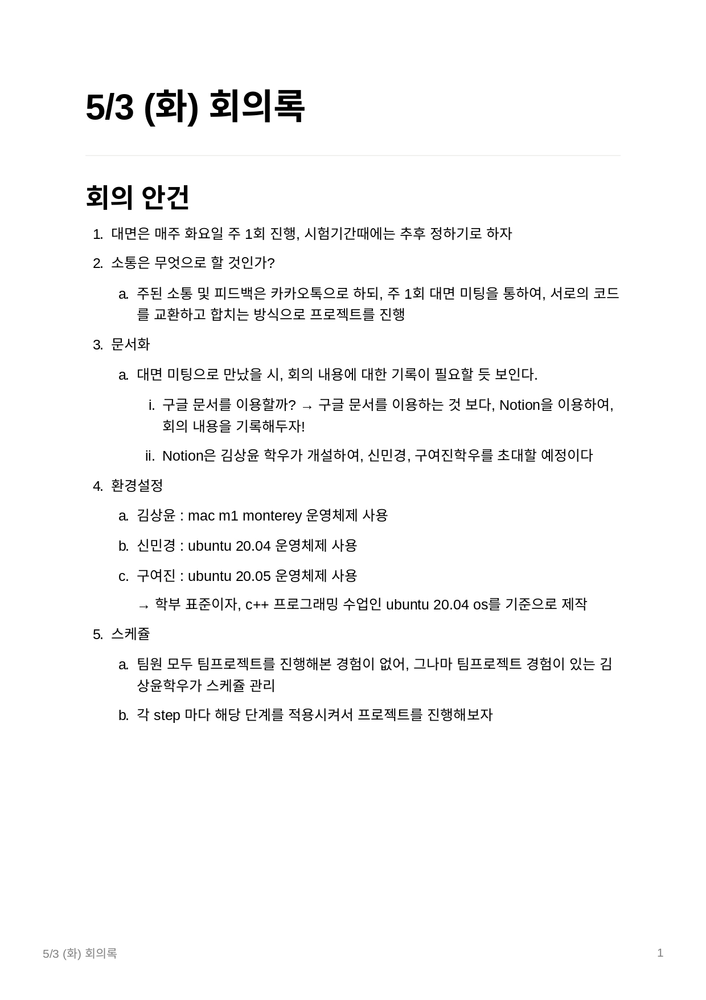 5/3 (화) 회의록
회의 안건
1. 대면은 매주 화요일 주 1회 진행, 시험기간때에는 추후 정하기로 하자
2. 소통은 무엇으로 할 것인가?
a. 주된 소통 및 피드백은 카카오톡으로 하되, 주 1회 대면 미팅을 통하여, 서로의 코드
를 교환하고 합치는 방식으로 프로젝트를 진행
3. 문서화
a. 대면 미팅으로 만났을 시, 회의 내용에 대한 기록이 필요할 듯 보인다.
i. 구글 문서를 이용할까? → 구글 문서를 이용하는 것 보다, Notion을 이용하여,
회의 내용을 기록해두자!
ii. Notion은 김상윤 학우가 개설하여, 신민경, 구여진학우를 초대할 예정이다
4. 환경설정
a. 김상윤 : mac m1 monterey 운영체제 사용
b. 신민경 : ubuntu 20.04 운영체제 사용
c. 구여진 : ubuntu 20.05 운영체제 사용
→ 학부 표준이자, c++ 프로그래밍 수업인 ubuntu 20.04 os를 기준으로 제작
5. 스케쥴
a. 팀원 모두 팀프로젝트를 진행해본 경험이 없어, 그나마 팀프로젝트 경험이 있는 김
상윤학우가 스케쥴 관리
b. 각 step 마다 해당 단계를 적용시켜서 프로젝트를 진행해보자
5/3 (화) 회의록 1